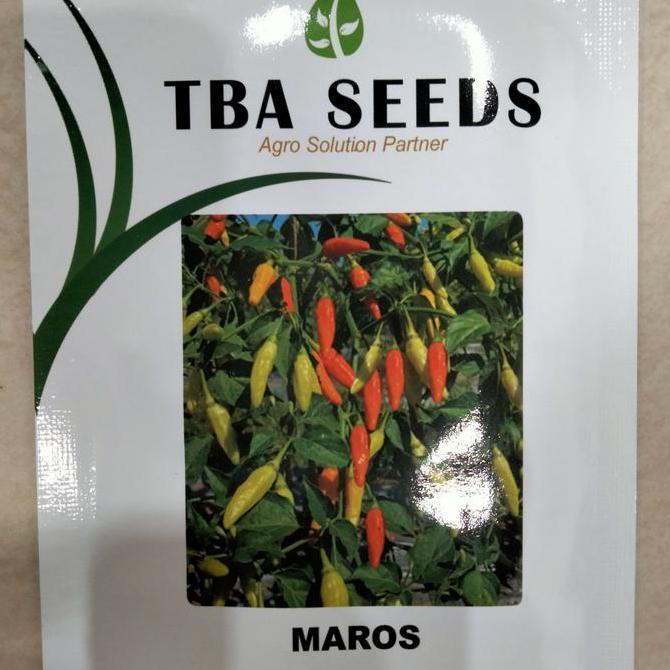 TBA SEEDS
Agro Solution Partner
MAROS